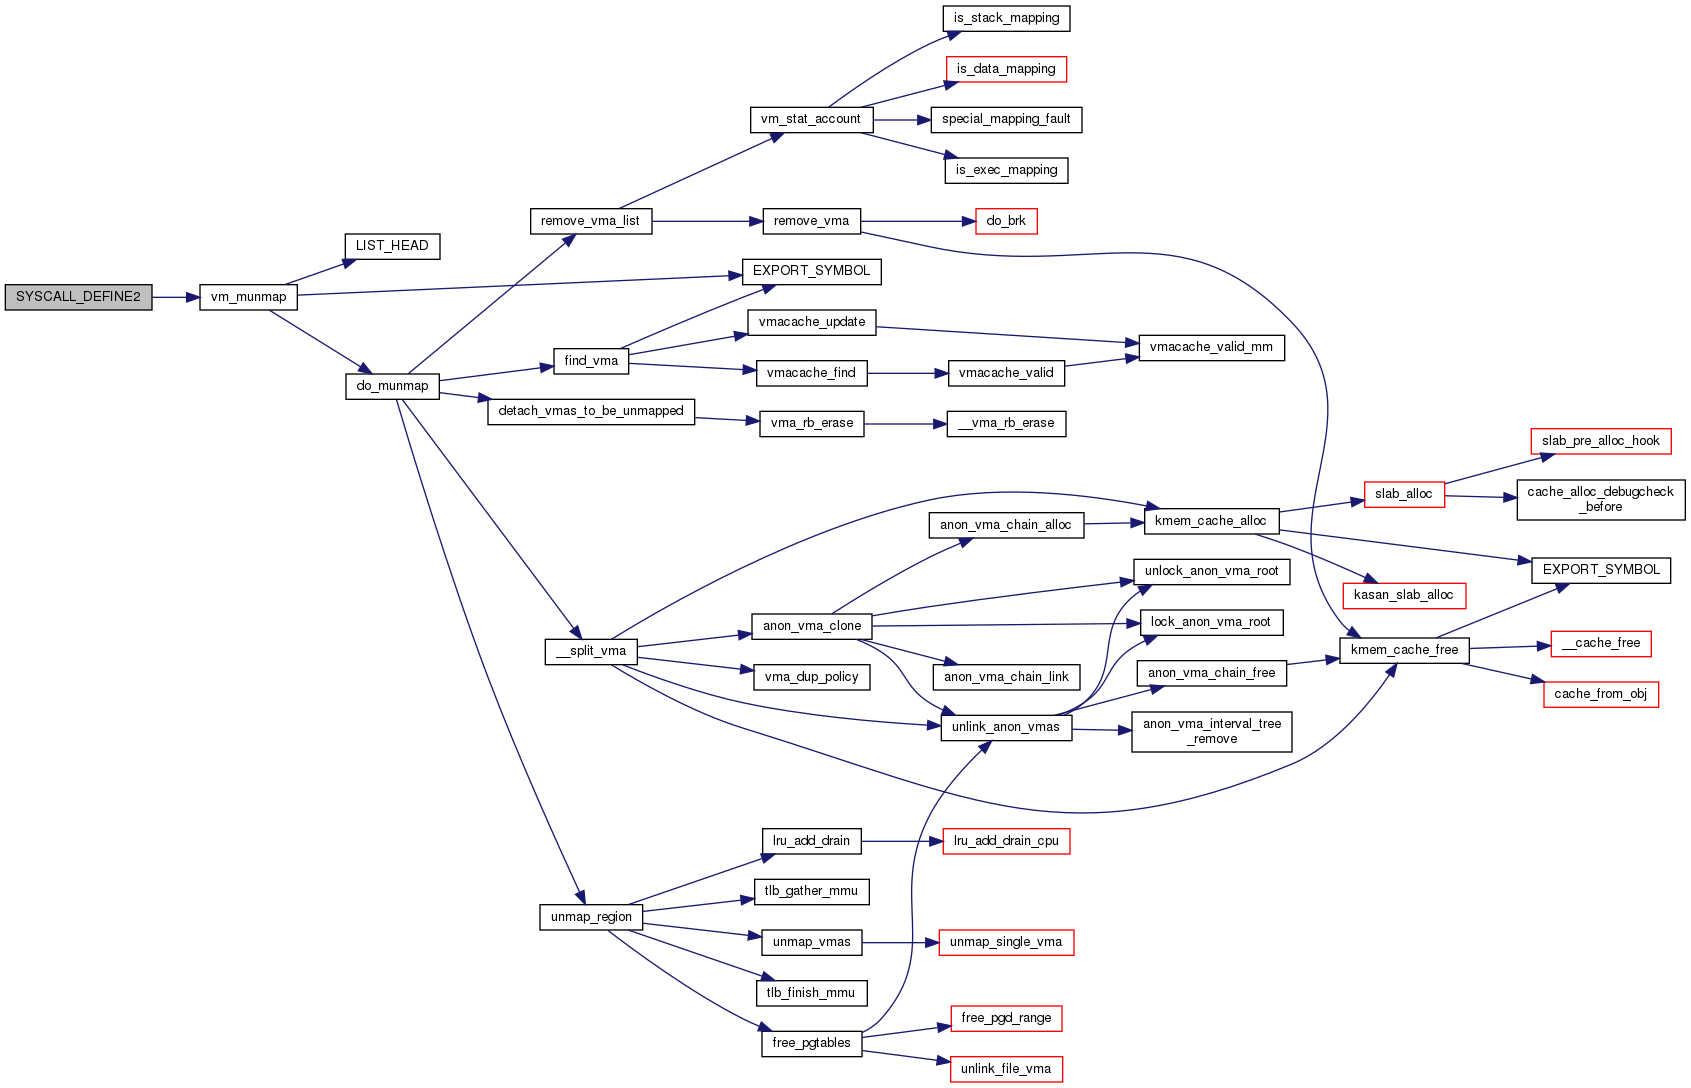 is_stack_mapping
is_data_mapping
vm_stat_account
special_mapping_fault
is_exec_mapping
remove_vma_list
remove_vma
do_brk
LIST_HEAD
EXPORT_SYMBOL
SYSCALL_DEFINE2
vm_munmap
vmacache_update
vmacache_valid_mm
find_vma
vmacache_find
vmacache_valid
do_munmap
detach_vmas_to_be_unmapped
vma_rb_erase
__vma_rb_erase
slab_pre_alloc_hook
slab_alloc
cache_alloc_debugcheck
_before
anon_vma_chain_alloc
kmem_cache_alloc
unlock_anon_vma_root
EXPORT_SYMBOL
kasan_slab_alloc
anon_vma_clone
lock_anon_vma_root
__split_vma
kmem_cache_free
__cache_free
vma_dup_policy
anon_vma_chain_link
anon_vma_chain_free
cache_from_obj
unlink_anon_vmas
anon_vma_interval_tree
_remove
lru_add_drain
lru_add_drain_cpu
tlb_gather_mmu
unmap_region
unmap_vmas
unmap_single_vma
tlb_finish_mmu
free_pgd_range
free_pgtables
unlink_file_vma